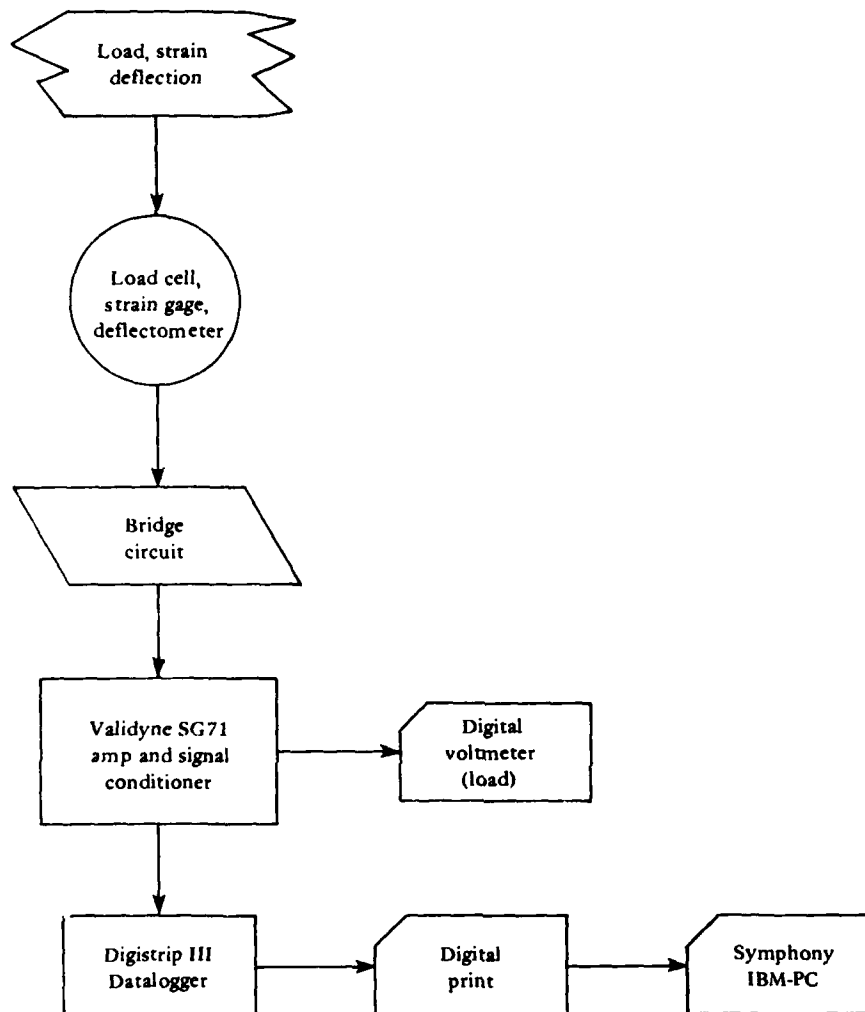 Load, strain
deflection
Load cell,
strain gage,
deflectometer
Bridge
circuit
Validyne SG71
amp and signal
conditioner
Digital
voltmeter
(load)
Digistrip III
Datalogger
Digital
print
Symphony
IBM-PC